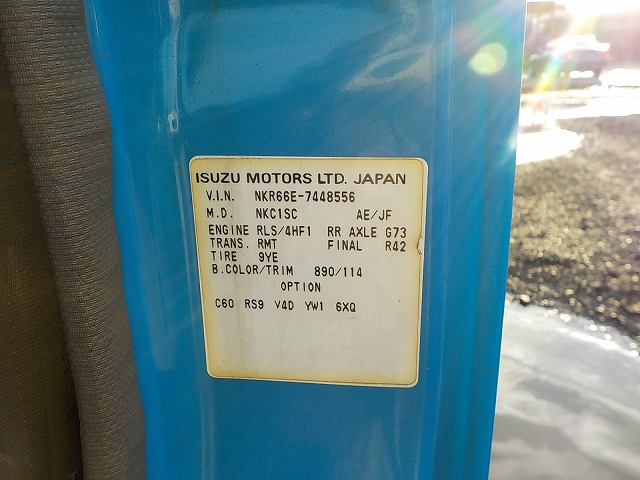 ISUZU MOTORS LTD. JAPAN
V.I.N. NKR66E-7448556
M.D. NKC1SC AE/JF
ENGINE RLS/4HF1 RR AXLE G73
TRANS. RMT FINAL R42
TIRE 9YE
B.COLOR/TRIM 890/114
OPTION
C60 RS9 V4D YW1 6XQ